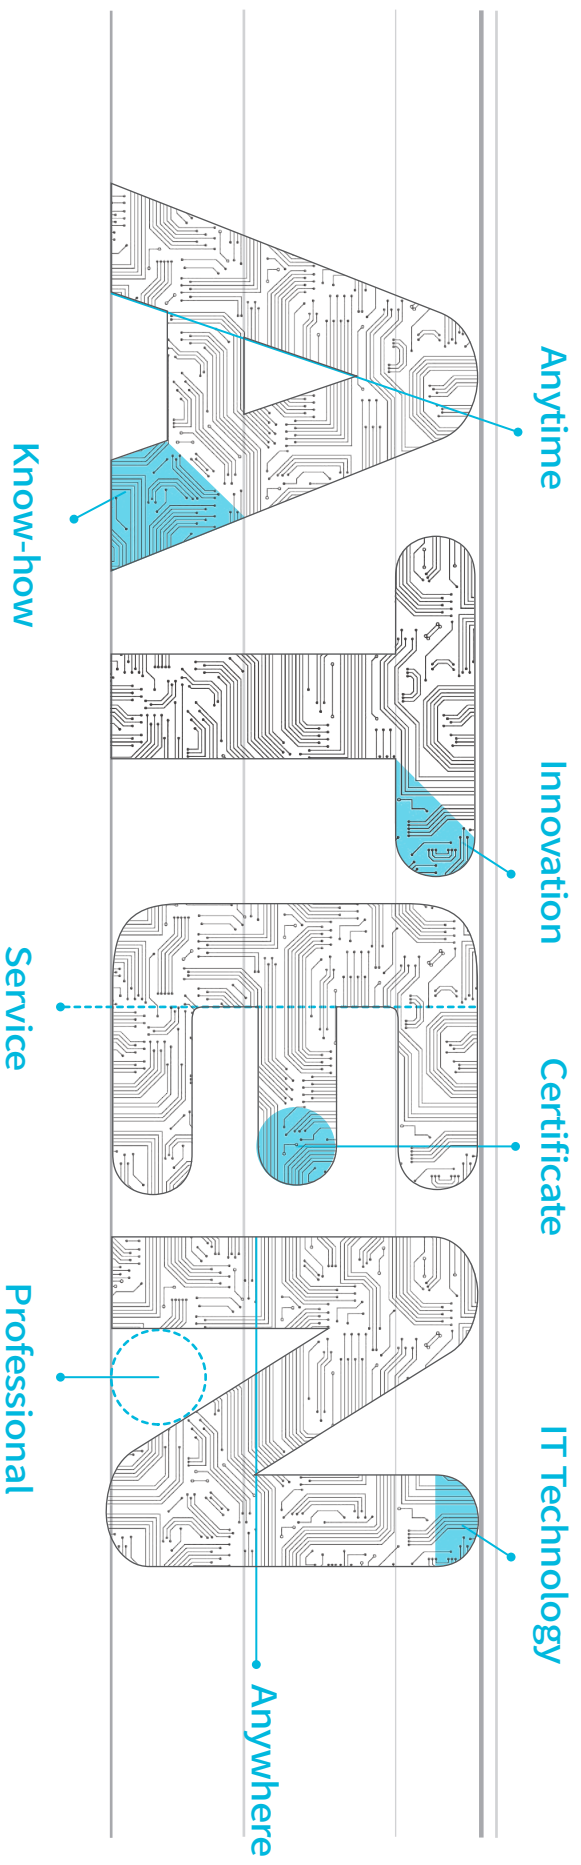 Anytime
Innovation
Certificate
IT Technology
ATEN
Anywhere
Know-how
Service
Professional